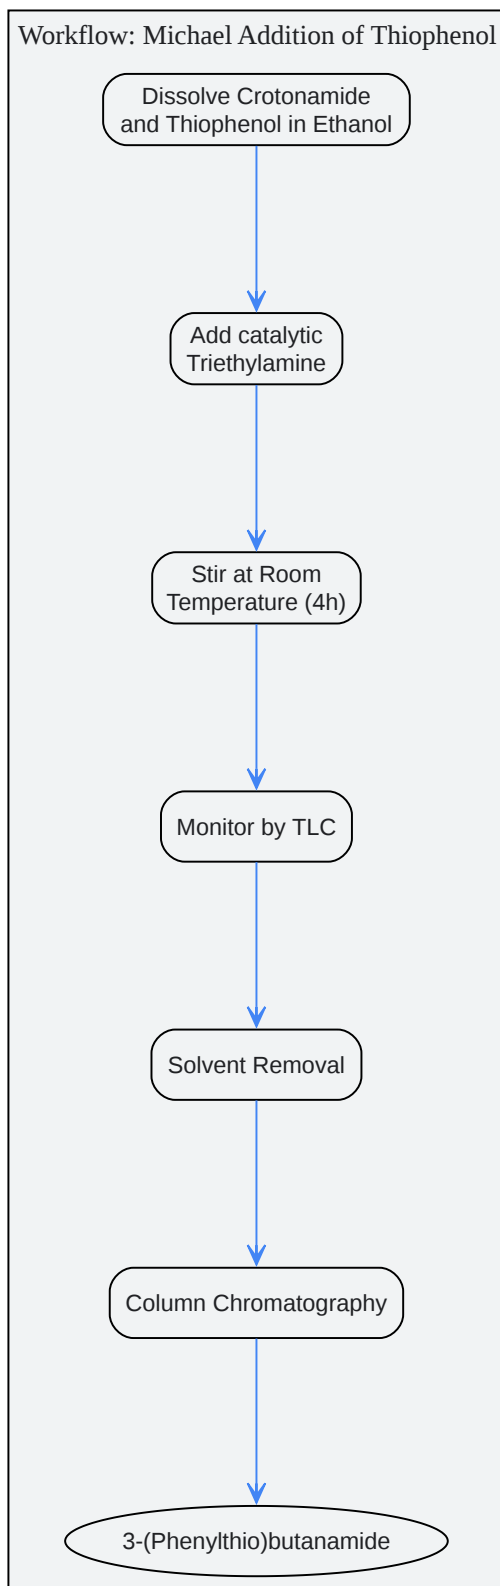 Workflow: Michael Addition of Thiophenol
Dissolve Crotonamide
and Thiophenol in Ethanol
Add catalytic
Triethylamine
Stir at Room
Temperature (4h)
Monitor by TLC
Solvent Removal
Column Chromatography
3-(Phenylthio)butanamide